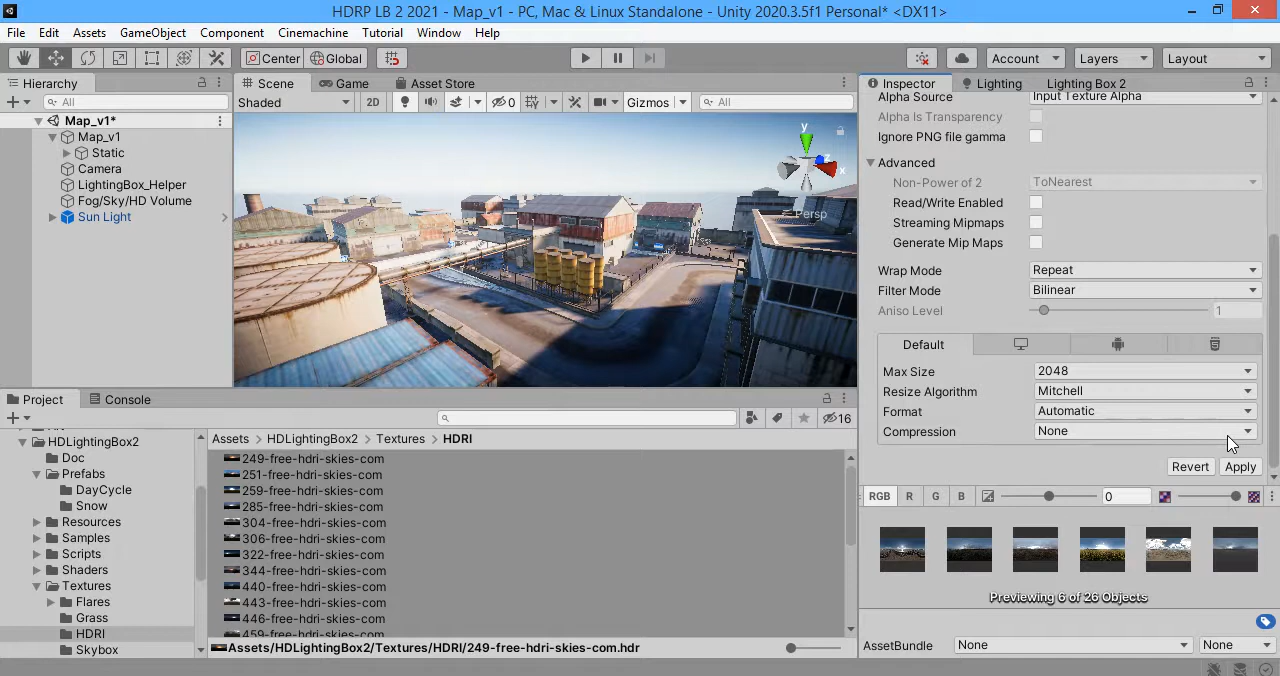 HDRP LB 2 2021 - Map_v1 - PC, Mac & Linux Standalone - Unity 2020.3.5f1 Personal* <DX11>
File Edit Assets GameObject Component Cinemachine Tutorial Window Help
Center Global Account Layers Layout
Hierarchy
All
Map_v1*
Map_v1
Static
Camera
LightingBox_Helper
Fog/Sky/HD Volume
Sun Light
Scene Game Asset Store
Shaded 2D 0 Gizmos All
y
z
x
Persp
Inspector Lighting Lighting Box 2
Alpha Source Input Texture Alpha
Alpha Is Transparency
Ignore PNG file gamma
Advanced
Non-Power of 2 ToNearest
Read/Write Enabled
Streaming Mipmaps
Generate Mip Maps
Wrap Mode Repeat
Filter Mode Bilinear
Aniso Level 1
Default
Max Size 2048
Resize Algorithm Mitchell
Format Automatic
Compression None
Revert Apply
RGB R G B 0
Previewing 6 of 26 Objects
AssetBundle None None
Project Console
16
HDLightingBox2
Doc
Prefabs
DayCycle
Snow
Resources
Samples
Scripts
Shaders
Textures
Flares
Grass
HDRI
Skybox
Assets > HDLightingBox2 > Textures > HDRI
249-free-hdri-skies-com
251-free-hdri-skies-com
259-free-hdri-skies-com
285-free-hdri-skies-com
304-free-hdri-skies-com
306-free-hdri-skies-com
322-free-hdri-skies-com
344-free-hdri-skies-com
440-free-hdri-skies-com
443-free-hdri-skies-com
446-free-hdri-skies-com
459-free-hdri-skies-com
Assets/HDLightingBox2/Textures/HDRI/249-free-hdri-skies-com.hdr